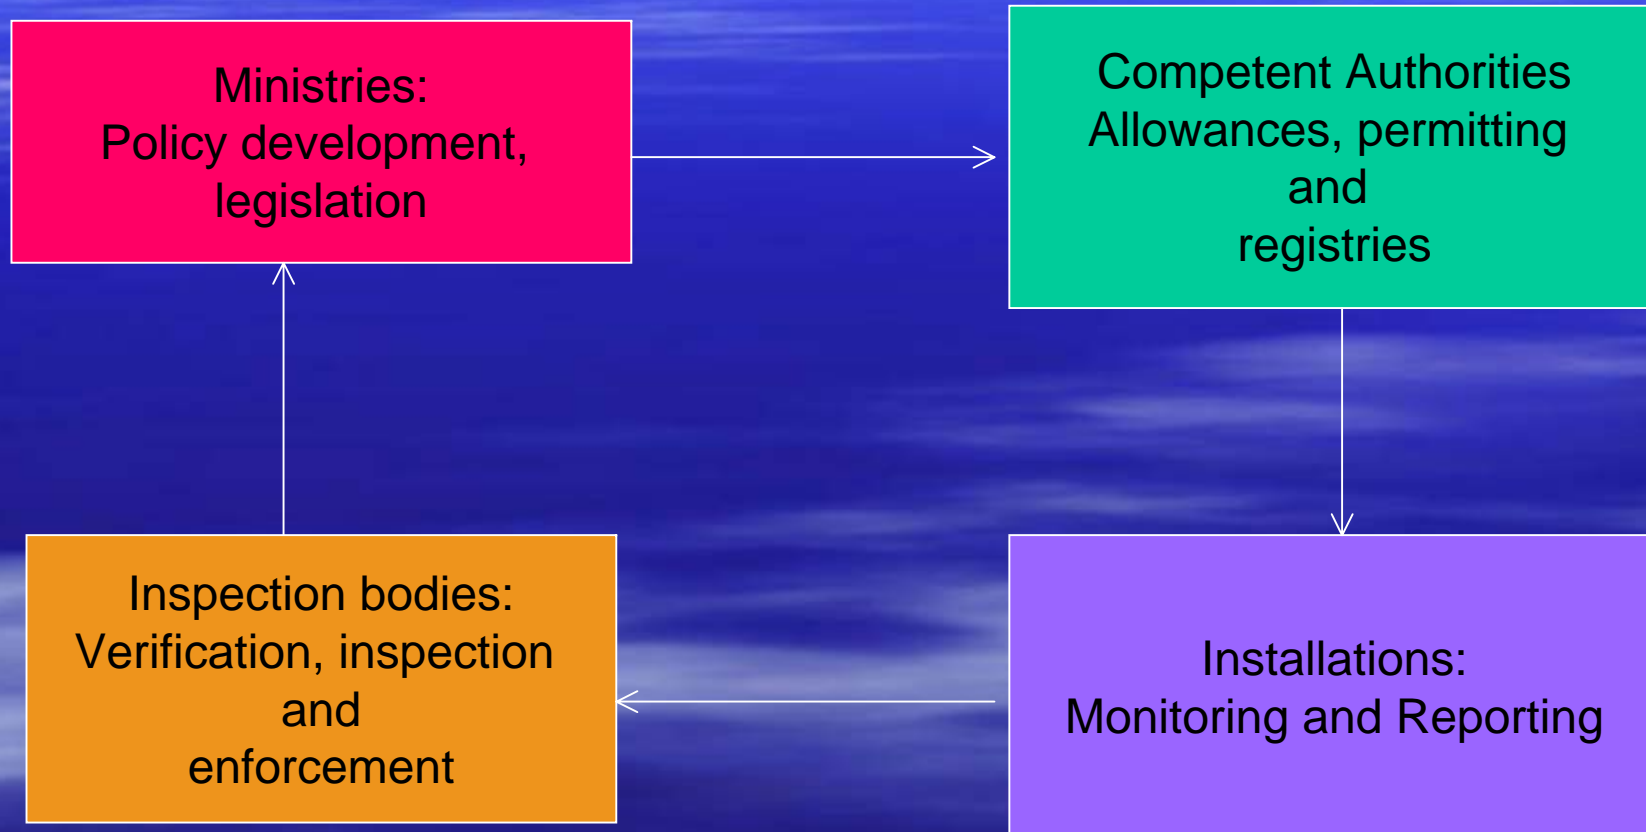 Ministries:
Policy development,
legislation
Competent Authorities
Allowances, permitting
and
registries
Inspection bodies:
Verification, inspection
and
enforcement
Installations:
Monitoring and Reporting